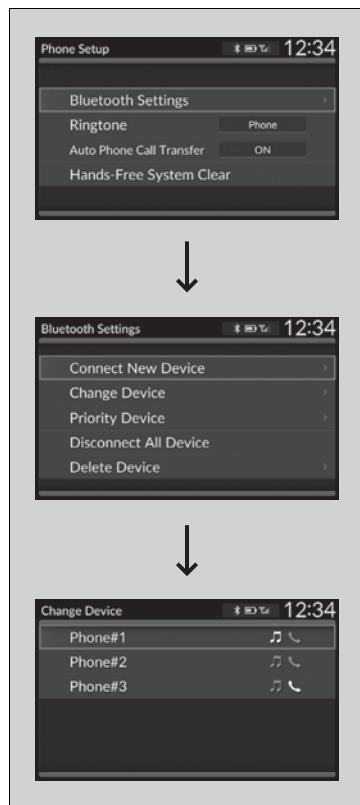 Phone Setup 12:34
Bluetooth Settings
Ringtone Phone
Auto Phone Call Transfer ON
Hands-Free System Clear
Bluetooth Settings 12:34
Connect New Device
Change Device
Priority Device
Disconnect All Device
Delete Device
Change Device 12:34
Phone#1
Phone#2
Phone#3